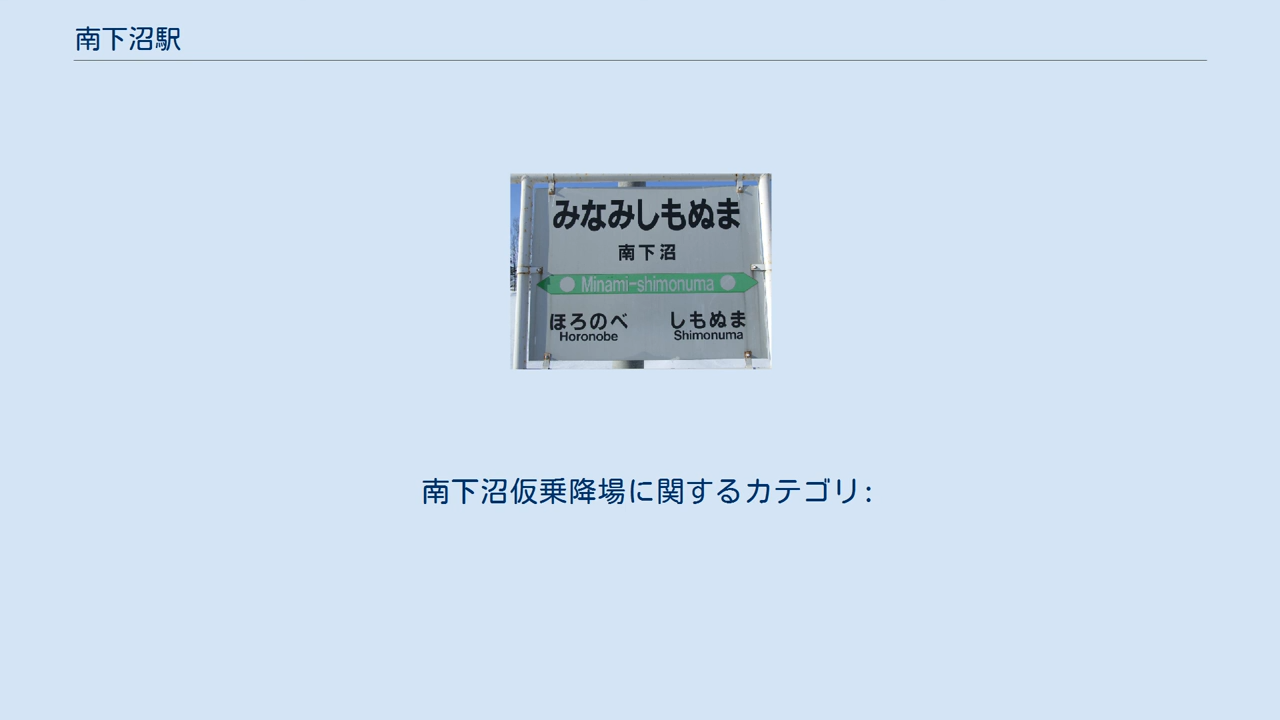 南下沼駅
みなみしもぬま
南下沼
Minami-shimonuma
ほろのべ しもぬま
Horonobe Shimonuma
南下沼仮乗降場に関するカテゴリ: